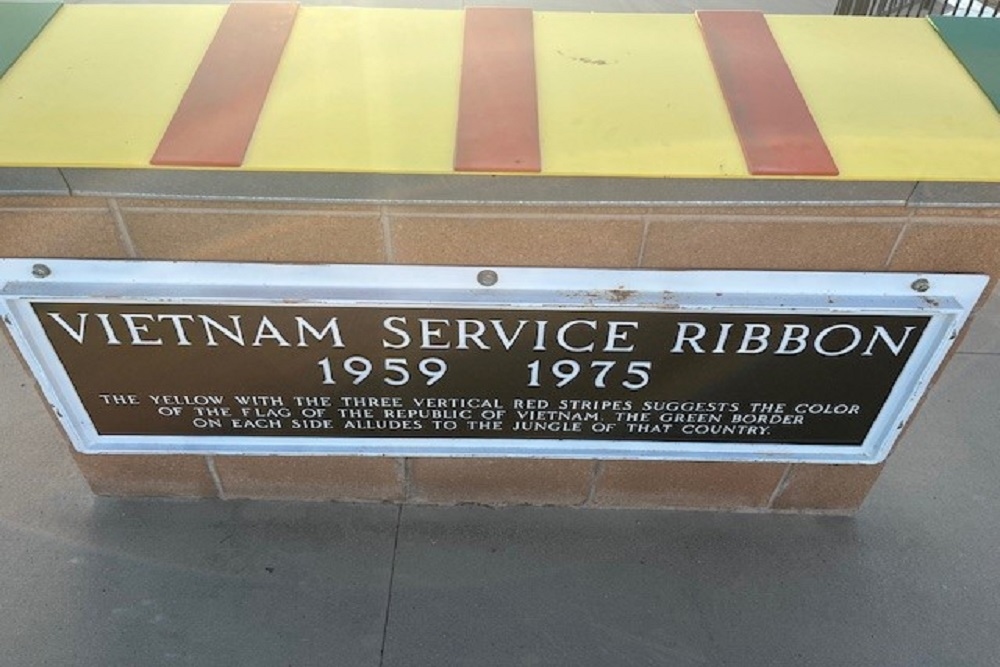 VIETNAM SERVICE RIBBON
1959 1975
THE YELLOW WITH THE THREE VERTICAL RED STRIPES SUGGESTS THE COLOR
OF THE FLAG OF THE REPUBLIC OF VIETNAM. THE GREEN BORDER
ON EACH SIDE ALLUDES TO THE JUNGLE OF THAT COUNTRY.